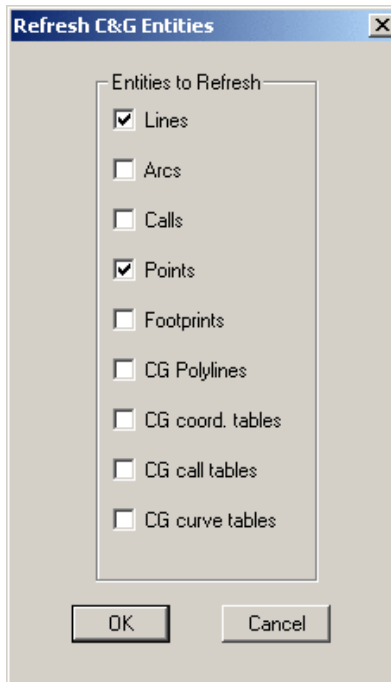 Refresh C&G Entities
Entities to Refresh
Lines
Arcs
Calls
Points
Footprints
CG Polylines
CG coord. tables
CG call tables
CG curve tables
OK Cancel